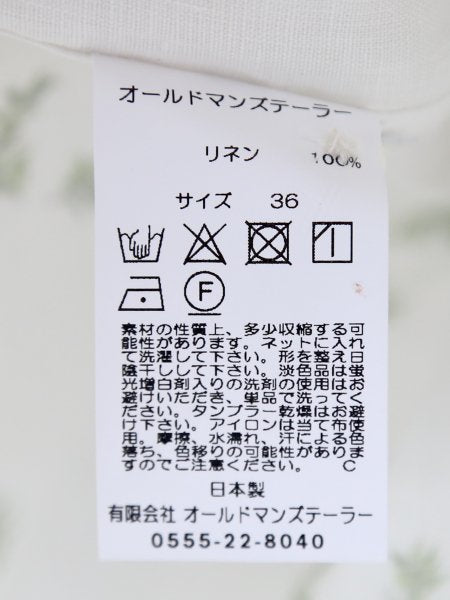 オールドマンズテーラー
リネン 100%
サイズ 36
F
素材の性質上、多少収縮する可
能性があります。ネットに入れ
て洗濯して下さい。形を整え日
陰干しして下さい。淡色品は蛍
光増白剤入りの洗剤の使用はお
避けいただき、単品で洗ってく
ださい。タンブラー乾燥はお避
け下さい。アイロンは当て布使
用。摩擦、水濡れ、汗による色
落ち、色移りの可能性がありま
すのでご注意ください。 C
日本製
有限会社 オールドマンズテーラー
0555-22-8040